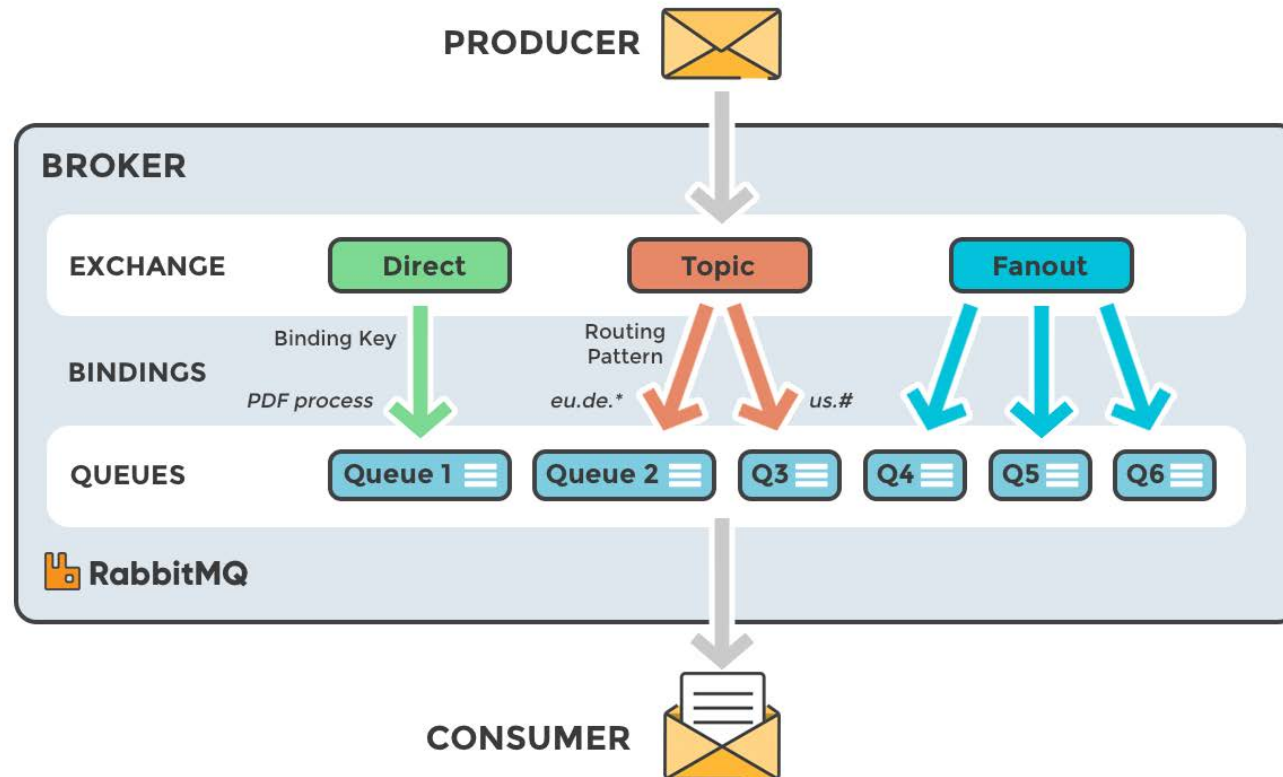 PRODUCER
BROKER
EXCHANGE
Direct
Topic
Fanout
BINDINGS
Binding Key
PDF process
Routing
Pattern
eu.de.*
us.#
QUEUES
Queue 1
Queue 2
Q3
Q4
Q5
Q6
RabbitMQ
CONSUMER